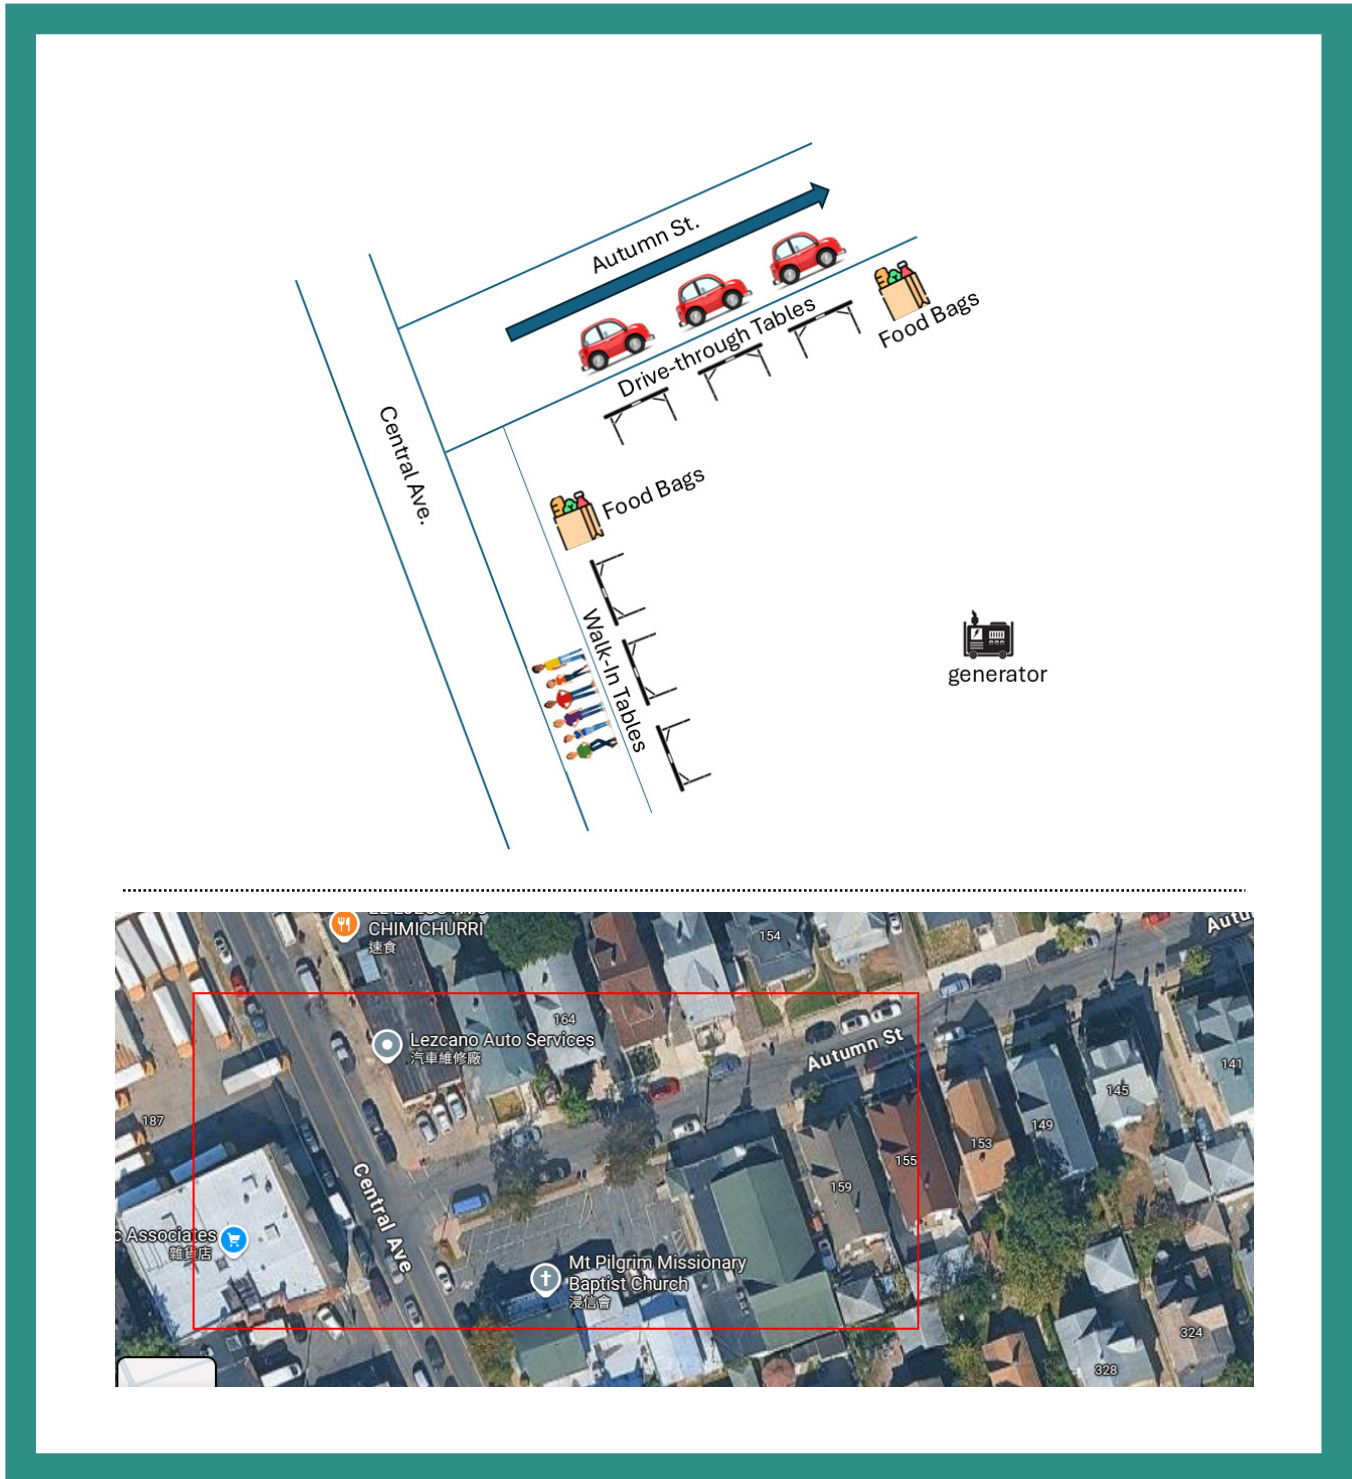 Autumn St.
Drive-through Tables
Food Bags
Central Ave.
Food Bags
Walk-In Tables
generator
CHIMICHURRI
速食
154
Autu
164
Lezcano Auto Services
汽車維修廠
Autumn St
141
145
187
149
153
155
159
Central Ave
c Associates
雜貨店
Mt Pilgrim Missionary
Baptist Church
浸信會
324
328